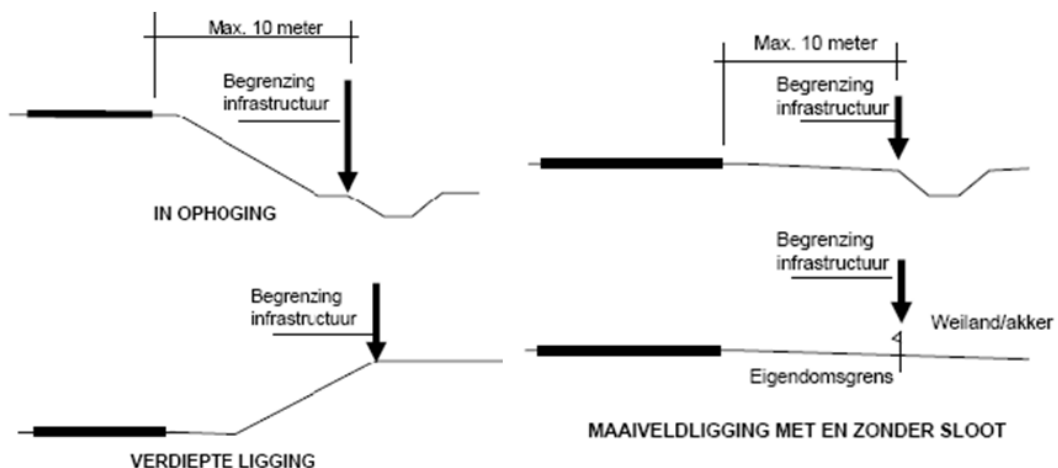 Max. 10 meter
Begrenzing
infrastructuur
IN OPHOGING
Begrenzing
infrastructuur
VERDIEPTE LIGGING
Max. 10 meter
Begrenzing
infrastructuur
Begrenzing
infrastructuur
Weiland/akker
Eigendomsgrens
MAAIVELDLIGGING MET EN ZONDER SLOOT